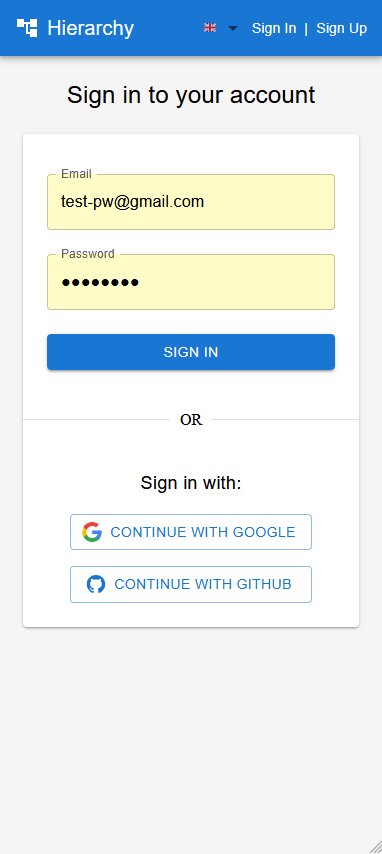 Hierarchy
Sign In | Sign Up
Sign in to your account
Email
test-pw@gmail.com
Password
••••••••
SIGN IN
OR
Sign in with:
CONTINUE WITH GOOGLE
CONTINUE WITH GITHUB